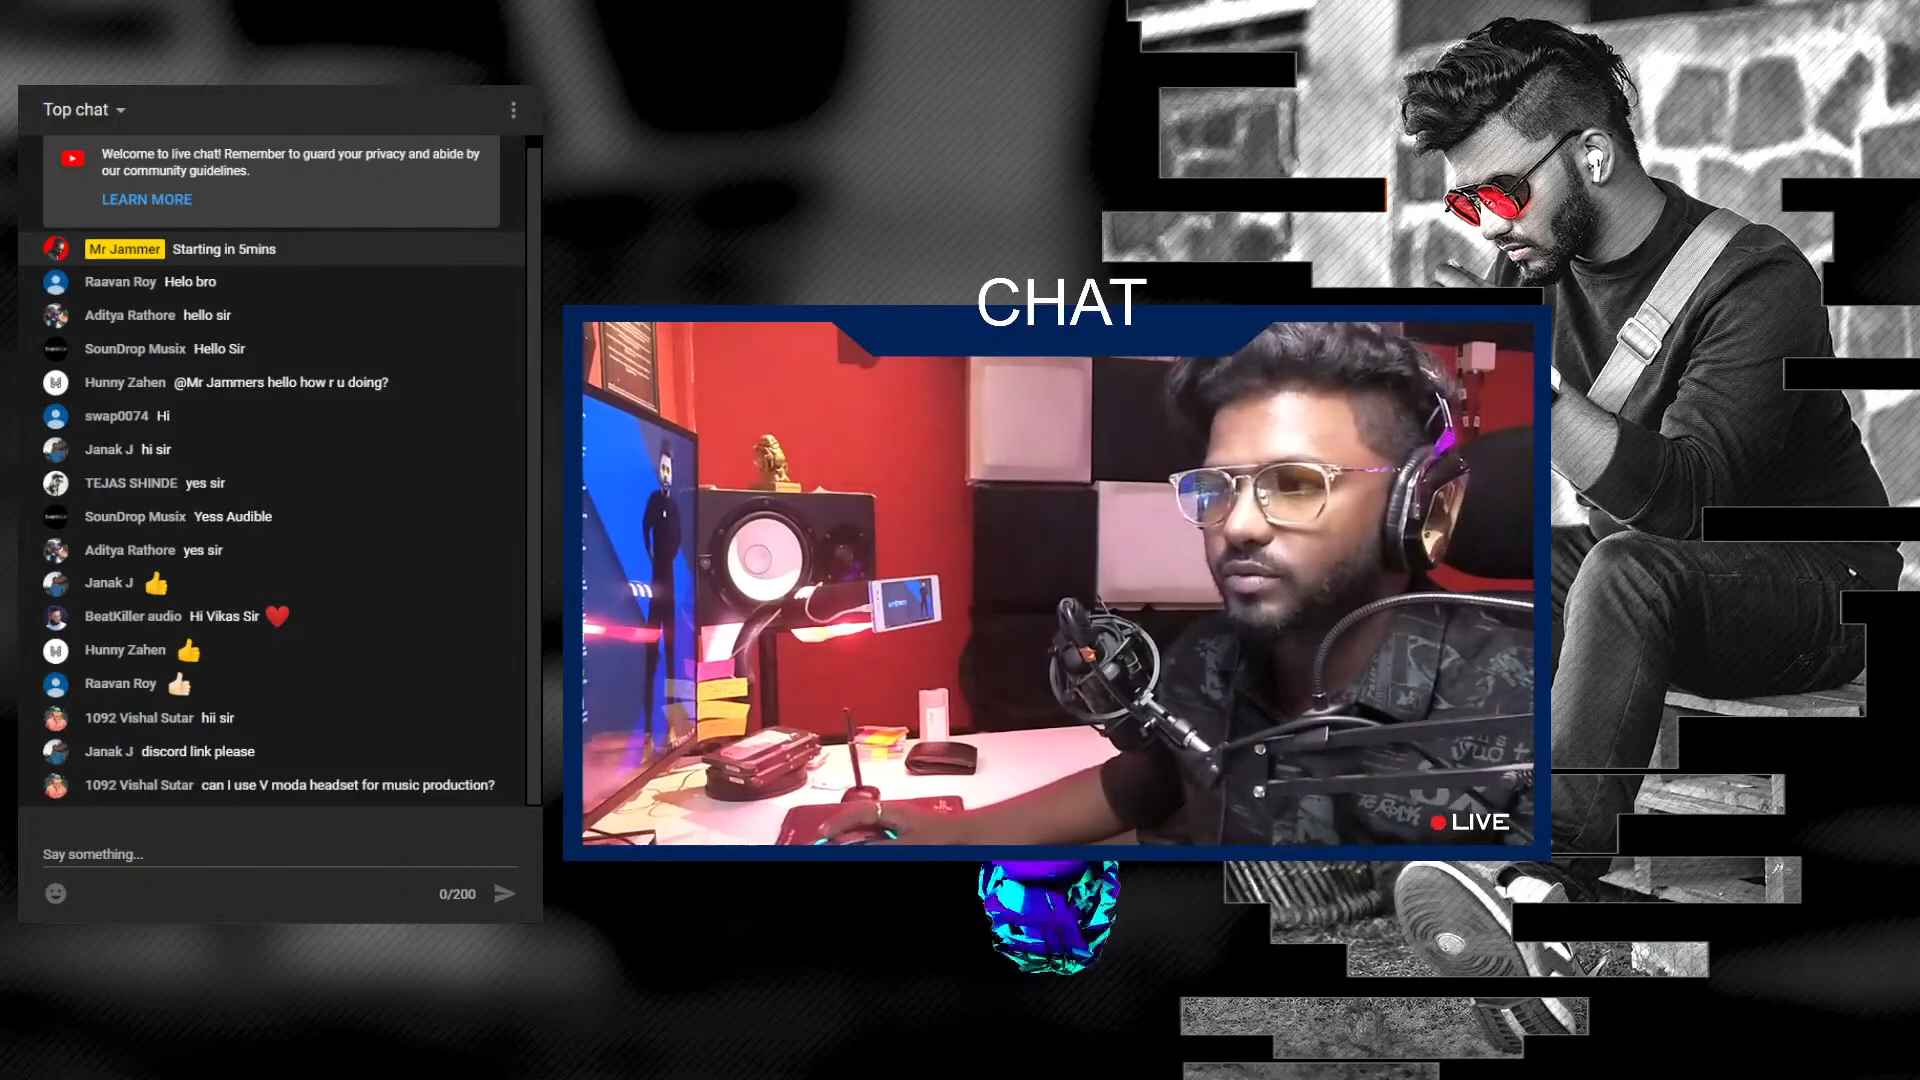 Top chat
Welcome to live chat! Remember to guard your privacy and abide by
our community guidelines.
LEARN MORE
Mr Jammer Starting in 5mins
Raavan Roy Helo bro
Aditya Rathore hello sir
SounDrop Musix Hello Sir
Hunny Zahen @Mr Jammers hello how r u doing?
swap0074 Hi
Janak J hi sir
TEJAS SHINDE yes sir
SounDrop Musix Yess Audible
Aditya Rathore yes sir
Janak J 👍
BeatKiller audio Hi Vikas Sir ❤️
Hunny Zahen 👍
Raavan Roy 👍🏻
1092 Vishal Sutar hii sir
Janak J discord link please
1092 Vishal Sutar can I use V moda headset for music production?
Say something...
0/200
CHAT
LIVE